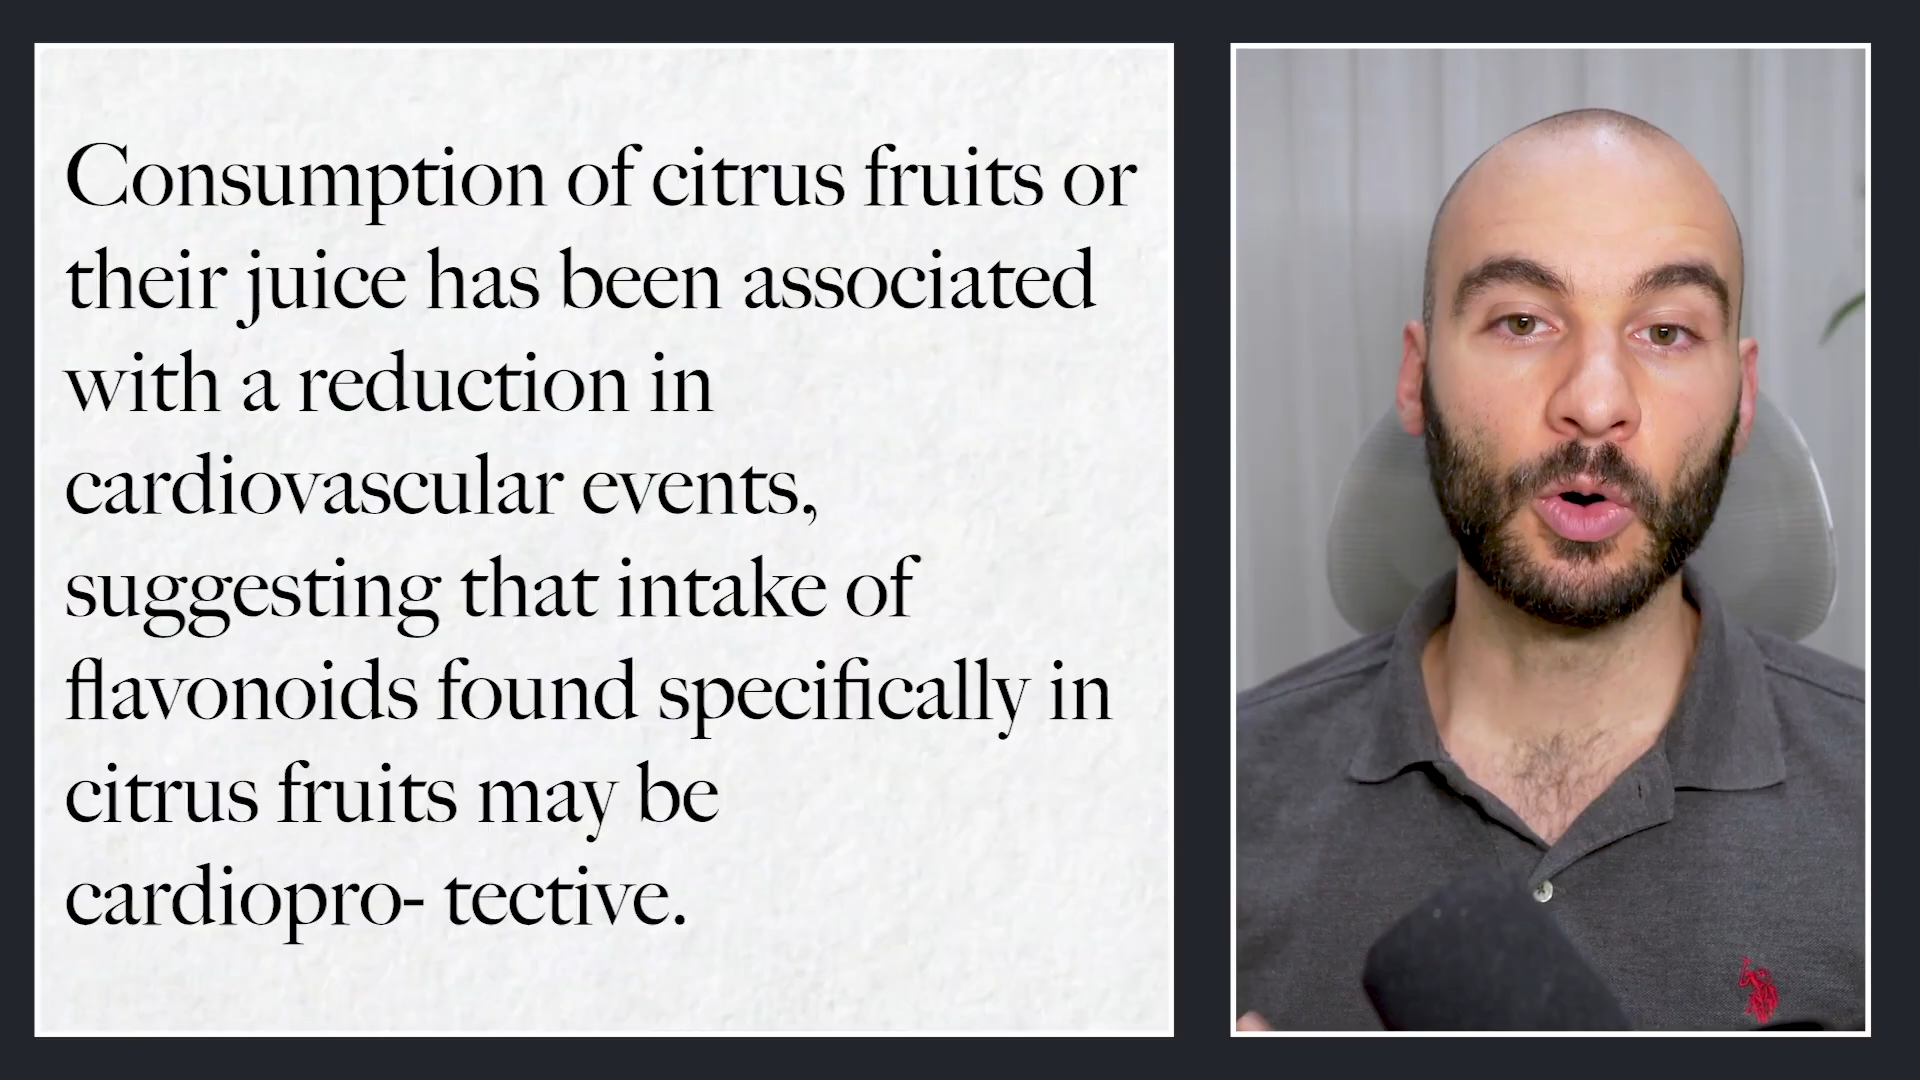 Consumption of citrus fruits or
their juice has been associated
with a reduction in
cardiovascular events,
suggesting that intake of
flavonoids found specifically in
citrus fruits may be
cardiopro- tective.